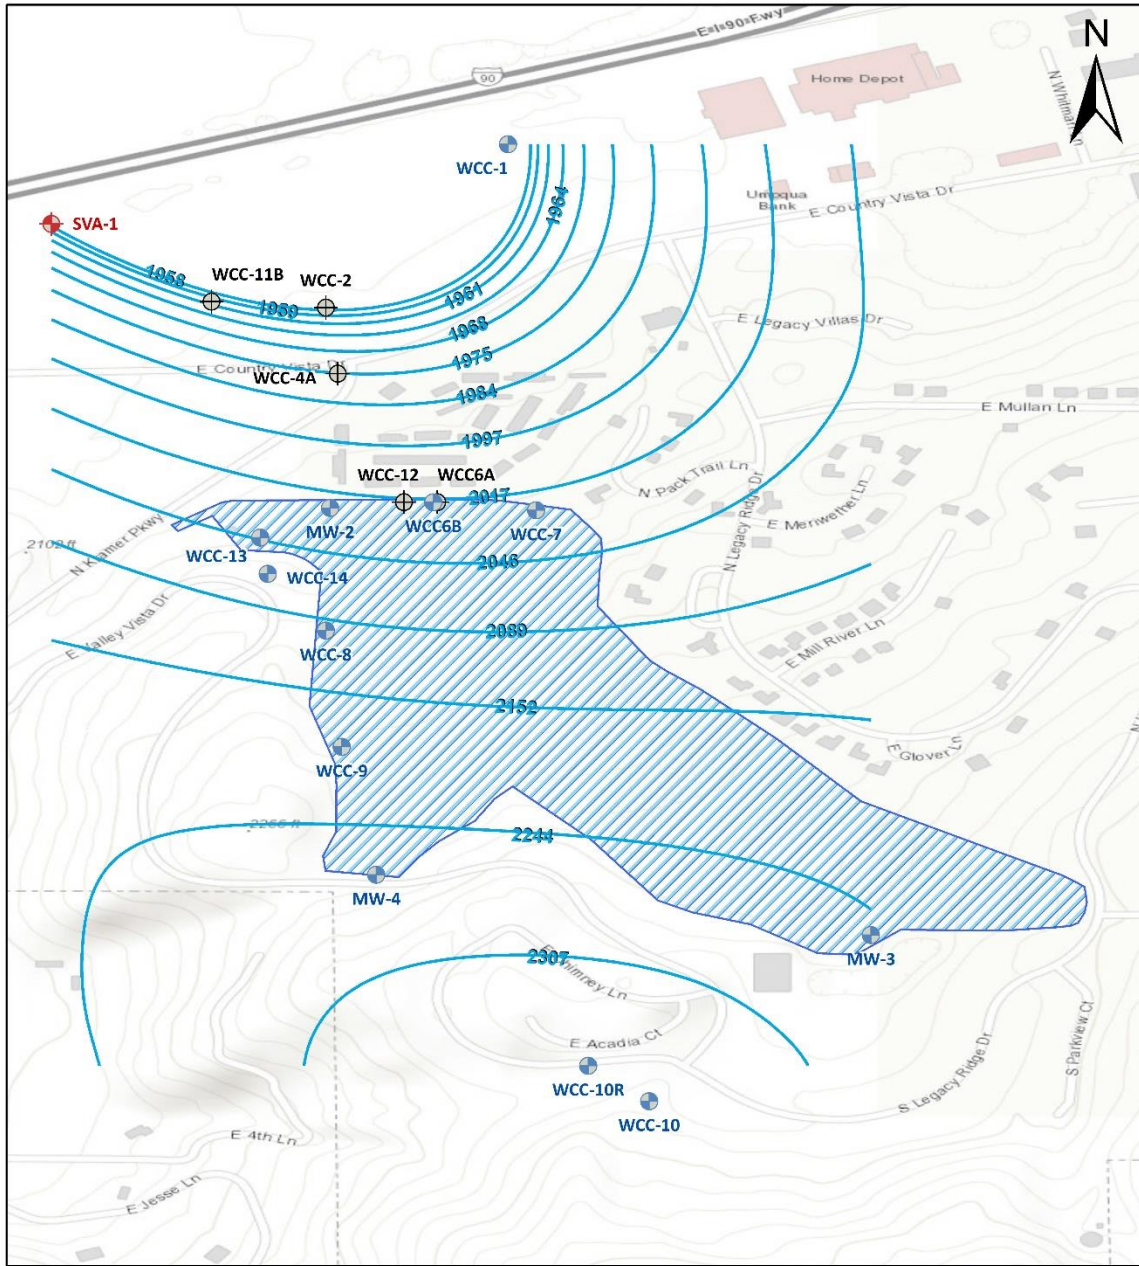 E-I-90-Fwy
N
90
Home Depot
WCC-1
1964
Umpqua
Bank
E Country Vista Dr
SVA-1
1958
WCC-11B
WCC-2
1959
1961
1968
E Legacy Villas Dr
E Country Vista Dr
WCC-4A
1975
1984
E Mullan Ln
1997
WCC-12
WCC6A
N Pack Trail Ln
2017
MW-2
WCC6B
WCC-7
E Meriwether Ln
N Legacy Ridge Dr
N Kramer Pkwy
2102 ft
WCC-13
2046
WCC-14
E Valley Vista Dr
WCC-8
2089
E Mill River Ln
2152
WCC-9
E Glover Ln
2265 ft
2244
MW-4
MW-3
2307
E Chimney Ln
E Acadia Ct
WCC-10R
WCC-10
S Legacy Ridge Dr
S Parkview Ct
E 4th Ln
E Jesse Ln